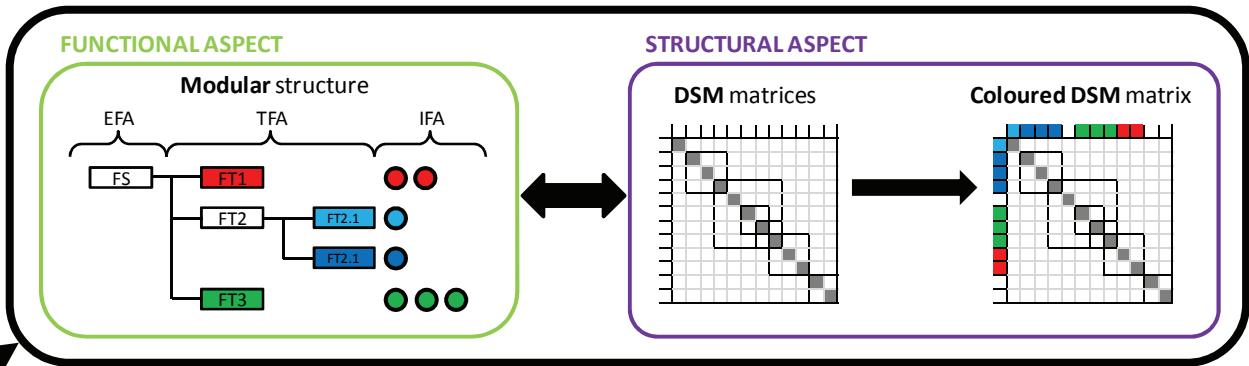 FUNCTIONAL ASPECT
STRUCTURAL ASPECT
Modular structure
DSM matrices
Coloured DSM matrix
EFA
TFA
IFA
FS
FT1
FT2
FT2.1
FT2.1
FT3